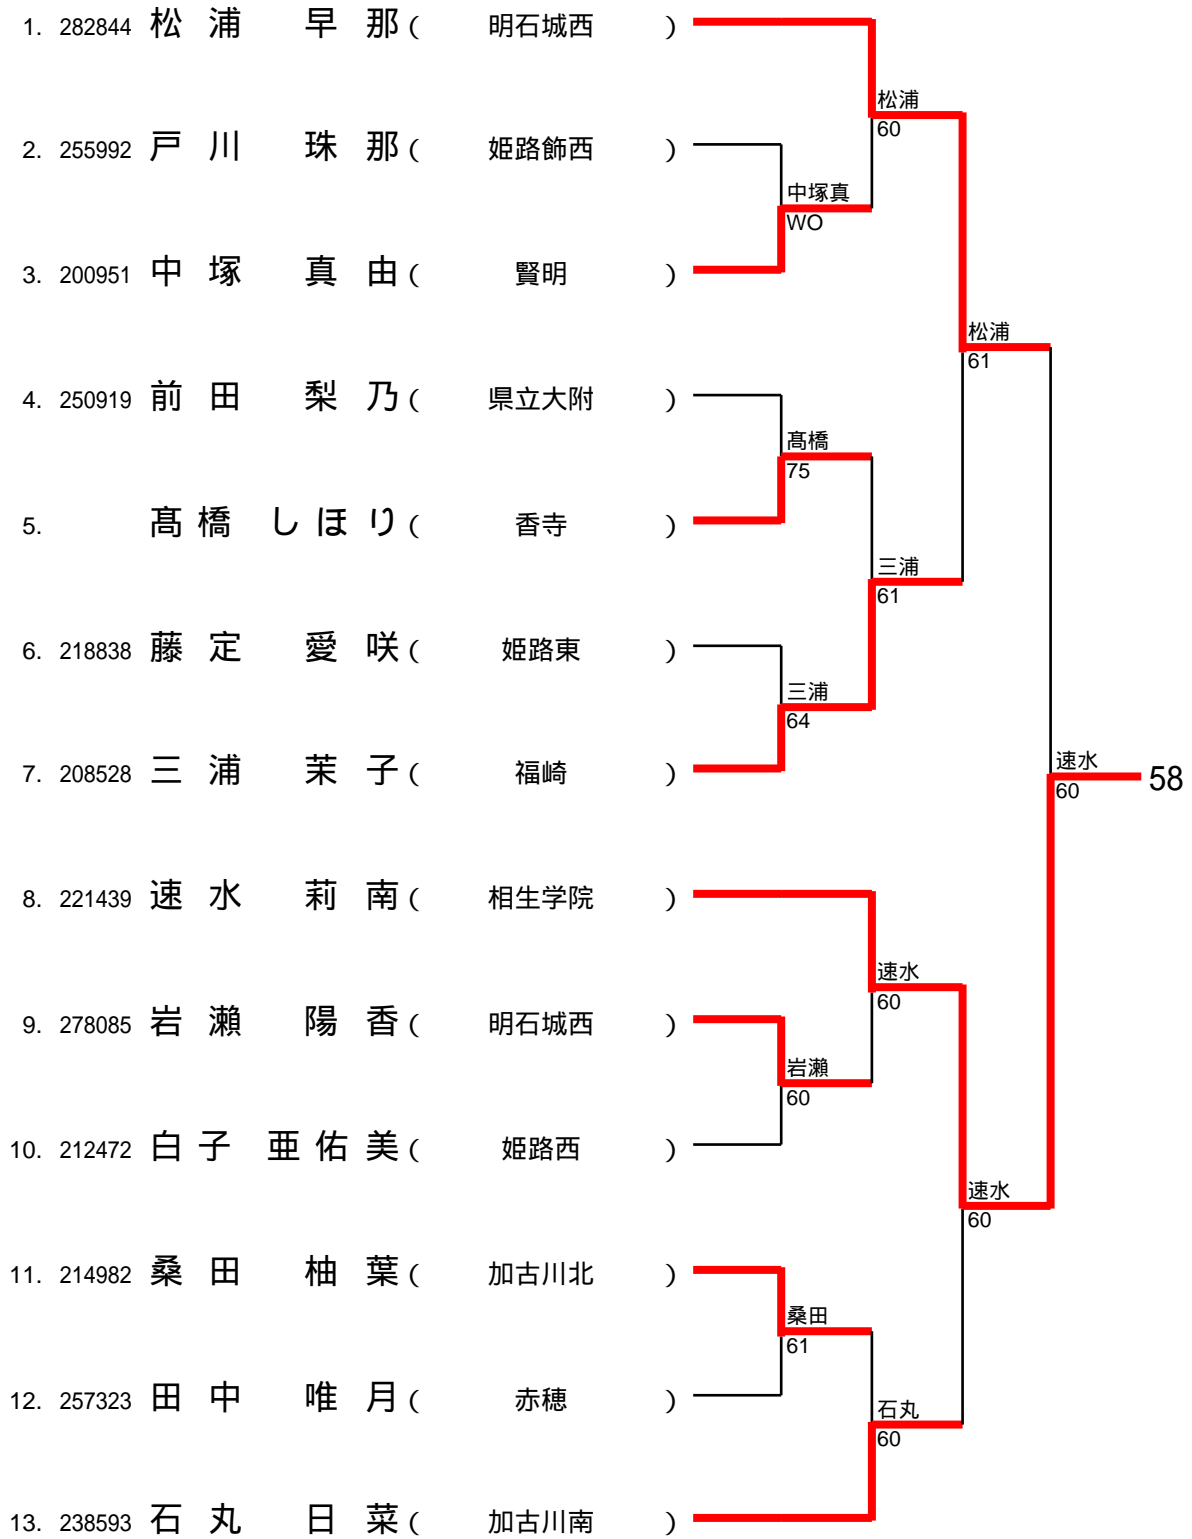 1. 282844 松浦 早那 ( 明石城西 )
松浦
60
2. 255992 戸川 珠那 ( 姫路飾西 )
中塚真
WO
3. 200951 中塚 真由 ( 賢明 )
松浦
61
4. 250919 前田 梨乃 ( 県立大附 )
髙橋
75
5. 髙橋 しほり ( 香寺 )
三浦
61
6. 218838 藤定 愛咲 ( 姫路東 )
三浦
64
7. 208528 三浦 茉子 ( 福崎 )
速水
60
58
8. 221439 速水 莉南 ( 相生学院 )
速水
60
9. 278085 岩瀬 陽香 ( 明石城西 )
岩瀬
60
10. 212472 白子 亜佑美 ( 姫路西 )
速水
60
11. 214982 桑田 柚葉 ( 加古川北 )
桑田
61
12. 257323 田中 唯月 ( 赤穂 )
石丸
60
13. 238593 石丸 日菜 ( 加古川南 )